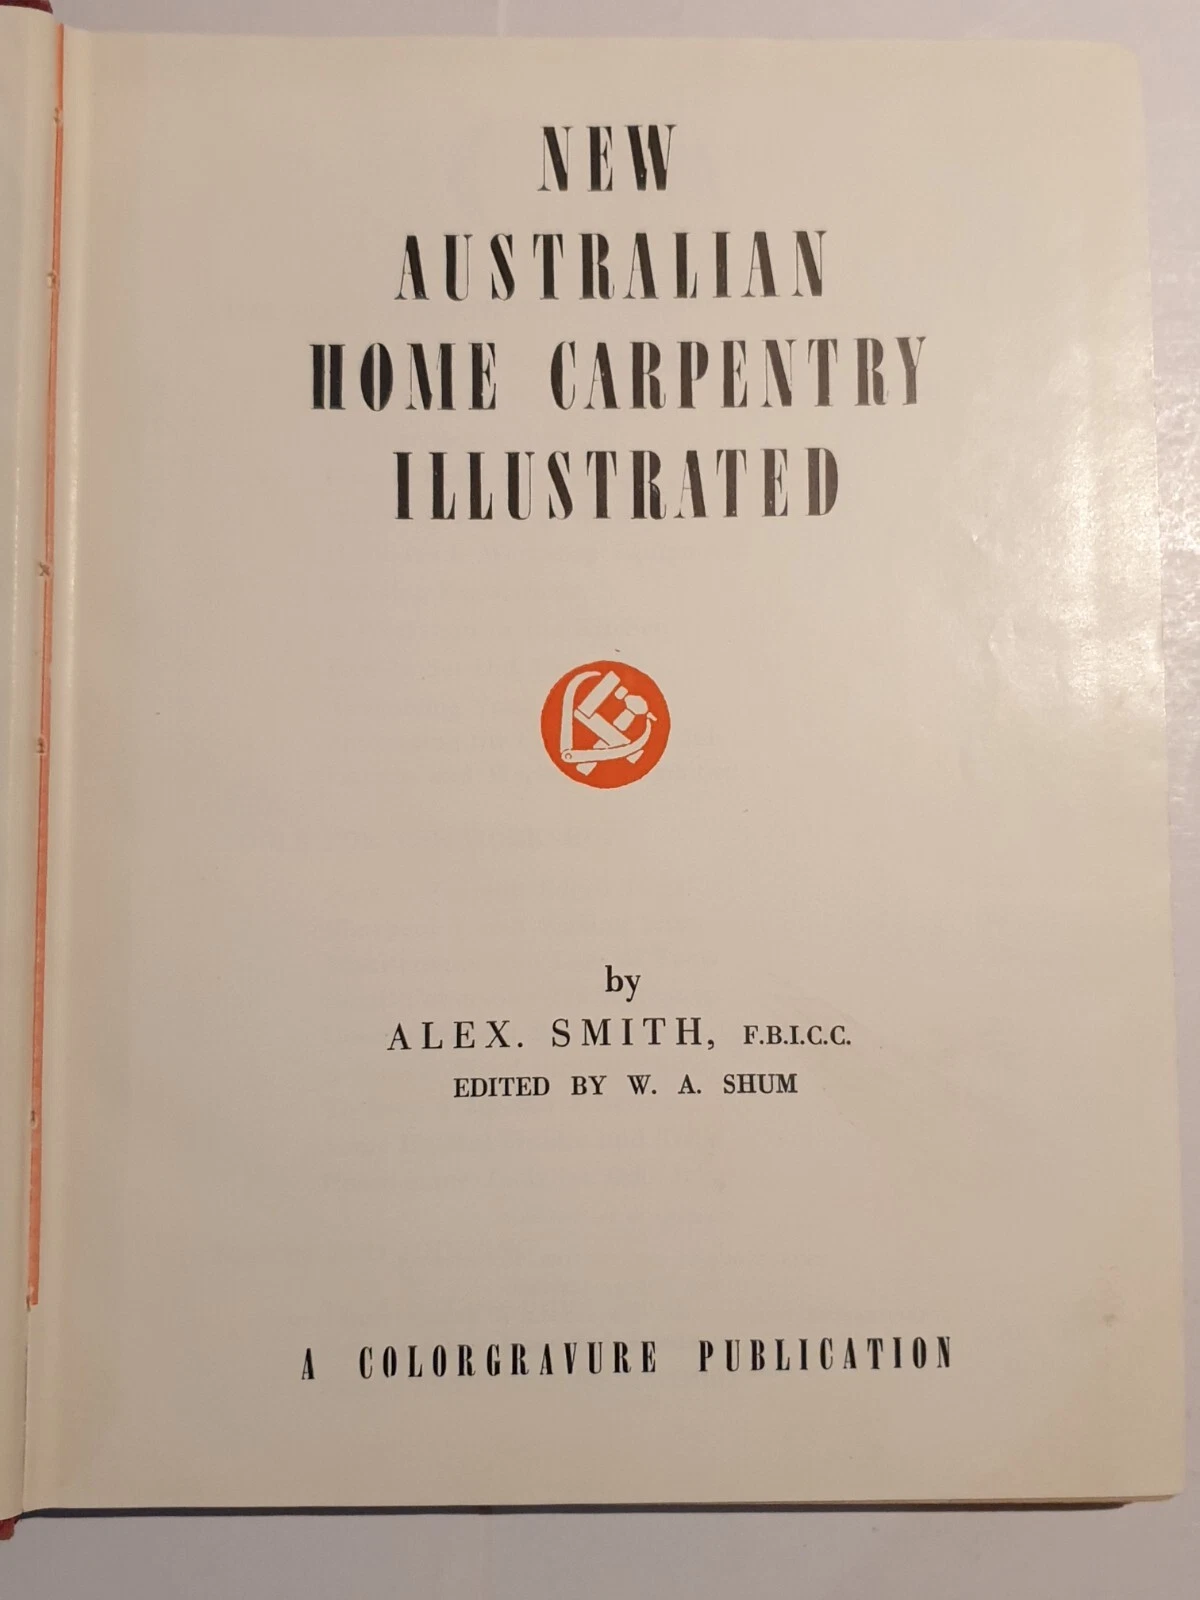 NEW
AUSTRALIAN
HOME CARPENTRY
ILLUSTRATED
by
ALEX. SMITH, F.B.I.C.C.
EDITED BY W. A. SHUM
A COLORGRAVURE PUBLICATION